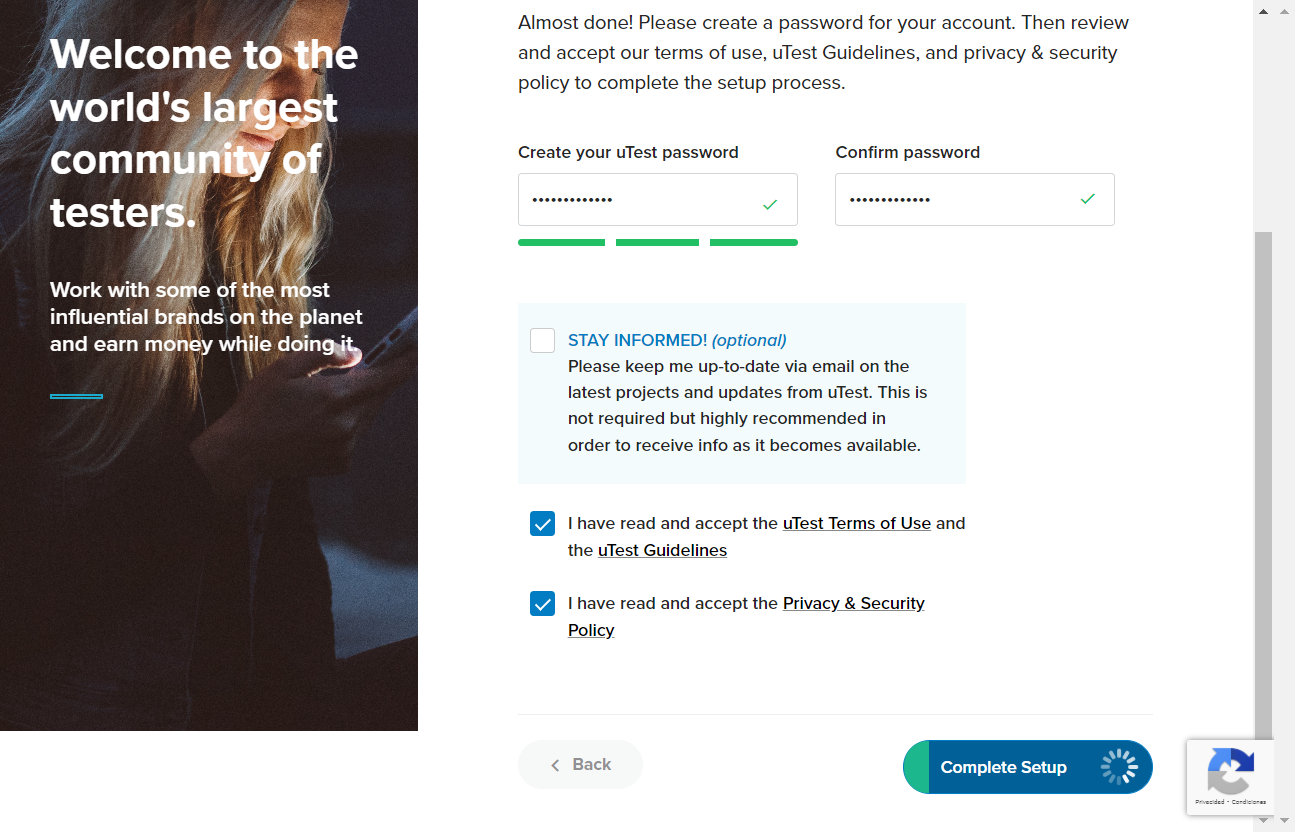 Welcome to the
world's largest
community of
testers.
Work with some of the most
influential brands on the planet
and earn money while doing it.
Almost done! Please create a password for your account. Then review
and accept our terms of use, uTest Guidelines, and privacy & security
policy to complete the setup process.
Create your uTest password
Confirm password
•••••••••••••
•••••••••••••
STAY INFORMED! (optional)
Please keep me up-to-date via email on the
latest projects and updates from uTest. This is
not required but highly recommended in
order to receive info as it becomes available.
I have read and accept the uTest Terms of Use and
the uTest Guidelines
I have read and accept the Privacy & Security
Policy
Back
Complete Setup
Privacidad - Condiciones